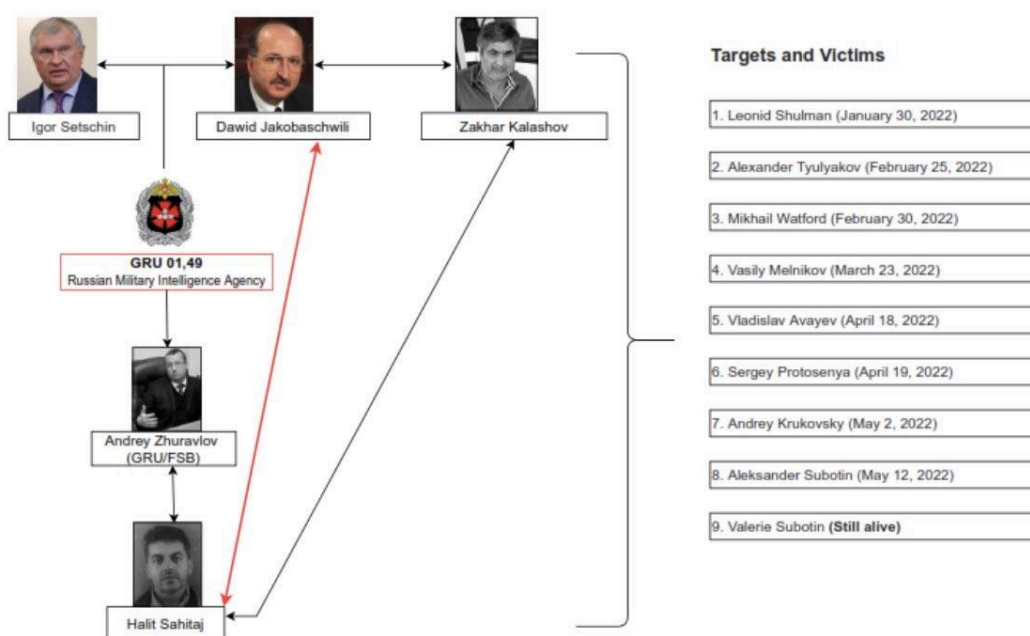 Igor Setschin
Dawid Jakobaschwili
Zakhar Kalashov
GRU 01,49
Russian Military Intelligence Agency
Andrey Zhuravlov
(GRU/FSB)
Halit Sahitaj
Targets and Victims
1. Leonid Shulman (January 30, 2022)
2. Alexander Tyulyakov (February 25, 2022)
3. Mikhail Watford (February 30, 2022)
4. Vasily Melnikov (March 23, 2022)
5. Vladislav Avayev (April 18, 2022)
6. Sergey Protosenya (April 19, 2022)
7. Andrey Krukovsky (May 2, 2022)
8. Aleksander Subotin (May 12, 2022)
9. Valerie Subotin (Still alive)